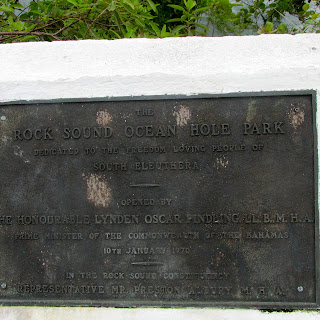 THE
ROCK SOUND OCEAN HOLE PARK
DEDICATED TO THE FREEDOM LOVING PEOPLE OF
SOUTH ELEUTHERA
OPENED BY
THE HONOURABLE LYNDEN OSCAR PINDLING, LL. B. M. H. A.
PRIME MINISTER OF THE COMMONWEALTH OF THE BAHAMAS
10TH JANUARY 1970
IN THE ROCK SOUND CONSTITUENCY
REPRESENTATIVE MR. PRESTON ALBURY M. H. A.